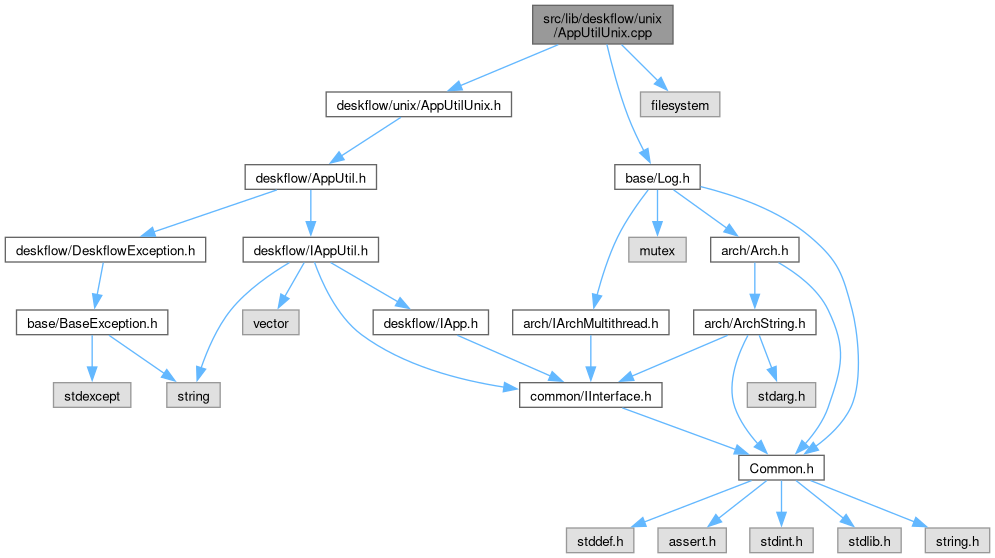 src/lib/deskflow/unix
/AppUtilUnix.cpp
deskflow/unix/AppUtilUnix.h
filesystem
deskflow/AppUtil.h
base/Log.h
deskflow/DeskflowException.h
deskflow/IAppUtil.h
mutex
arch/Arch.h
base/BaseException.h
vector
deskflow/IApp.h
arch/IArchMultithread.h
arch/ArchString.h
stdexcept
string
common/IInterface.h
stdarg.h
Common.h
stddef.h
assert.h
stdint.h
stdlib.h
string.h